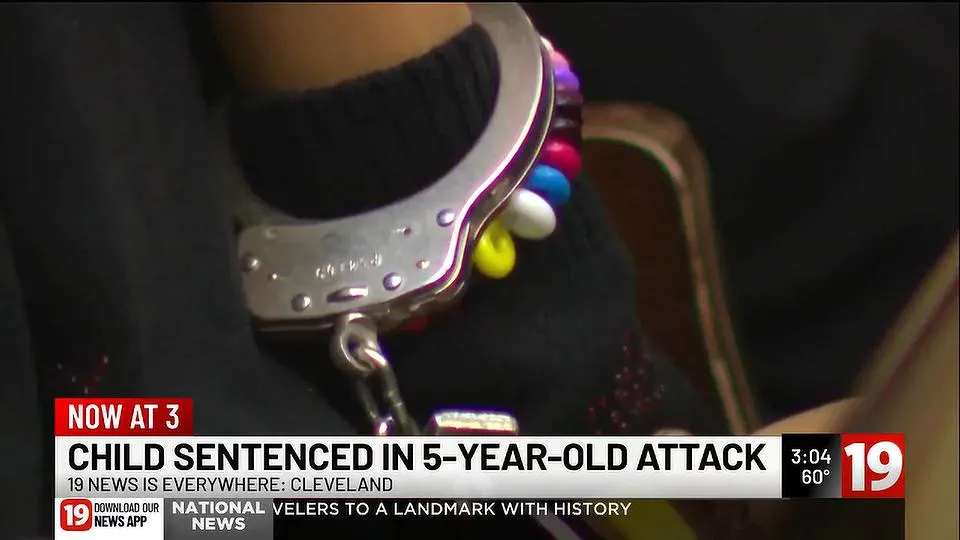 NOW AT 3
CHILD SENTENCED IN 5-YEAR-OLD ATTACK
19 NEWS IS EVERYWHERE: CLEVELAND
3:04
60°
19
19 DOWNLOAD OUR
NEWS APP
NATIONAL
NEWS
VELERS TO A LANDMARK WITH HISTORY